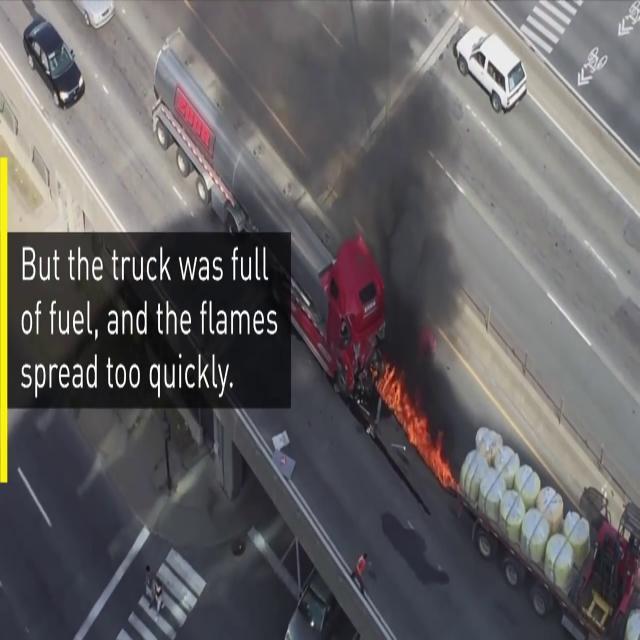 But the truck was full
of fuel, and the flames
spread too quickly.